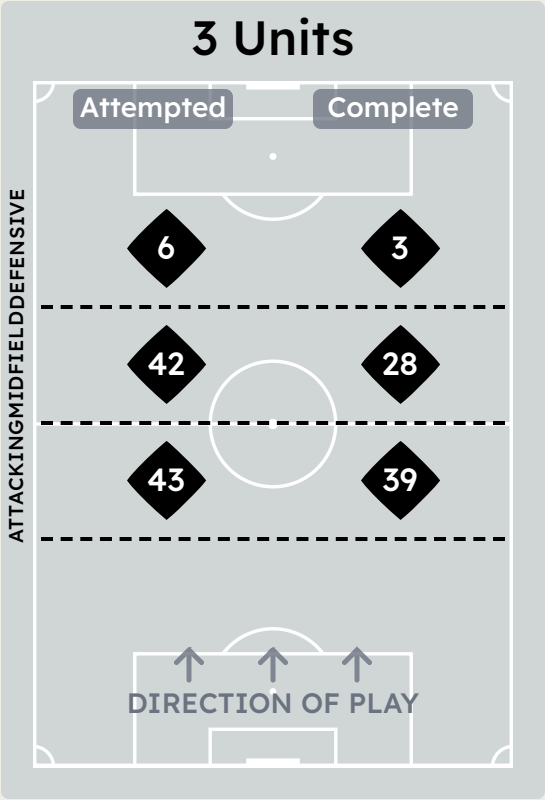 3 Units
Attempted Complete
6 3
42 28
43 39
ATTACKINGMIDFIELDDEFENSIVE
DIRECTION OF PLAY